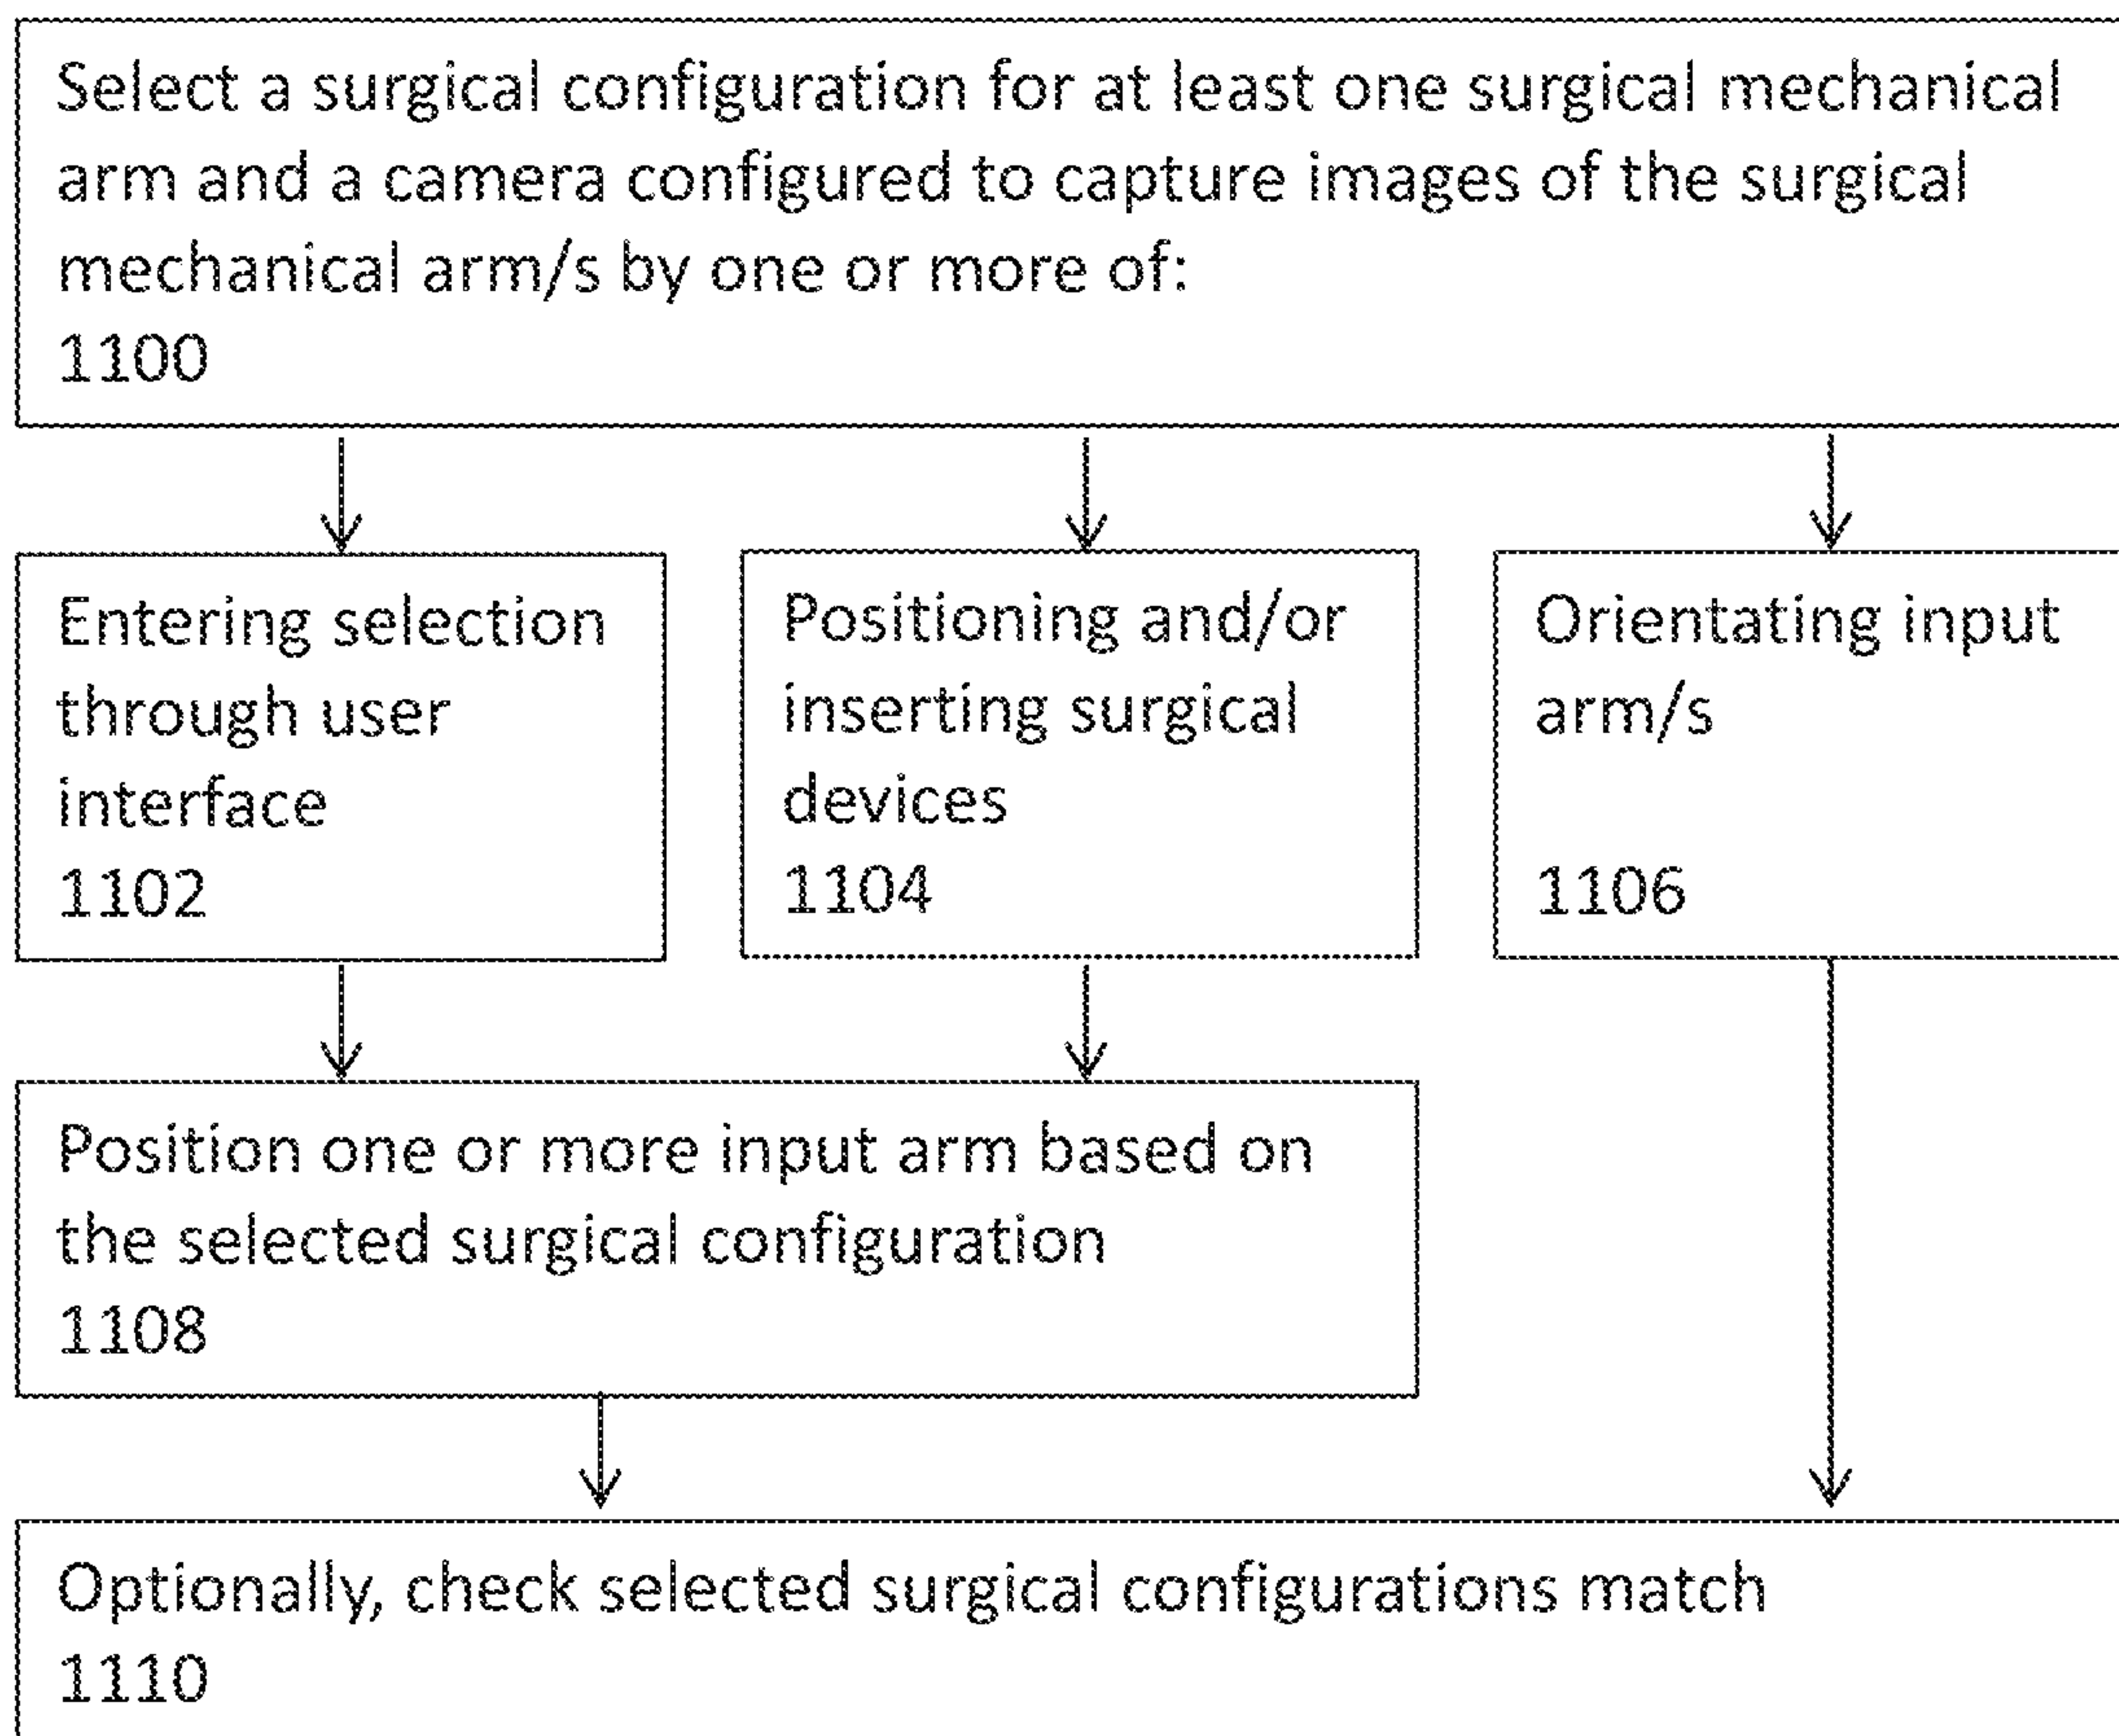 Select a surgical configuration for at least one surgical mechanical
arm and a camera configured to capture images of the surgical
mechanical arm/s by one or more of:
1100
Entering selection
through user
interface
1102
Positioning and/or
inserting surgical
devices
1104
Orientating input
arm/s
1106
Position one or more input arm based on
the selected surgical configuration
1108
Optionally, check selected surgical configurations match
1110